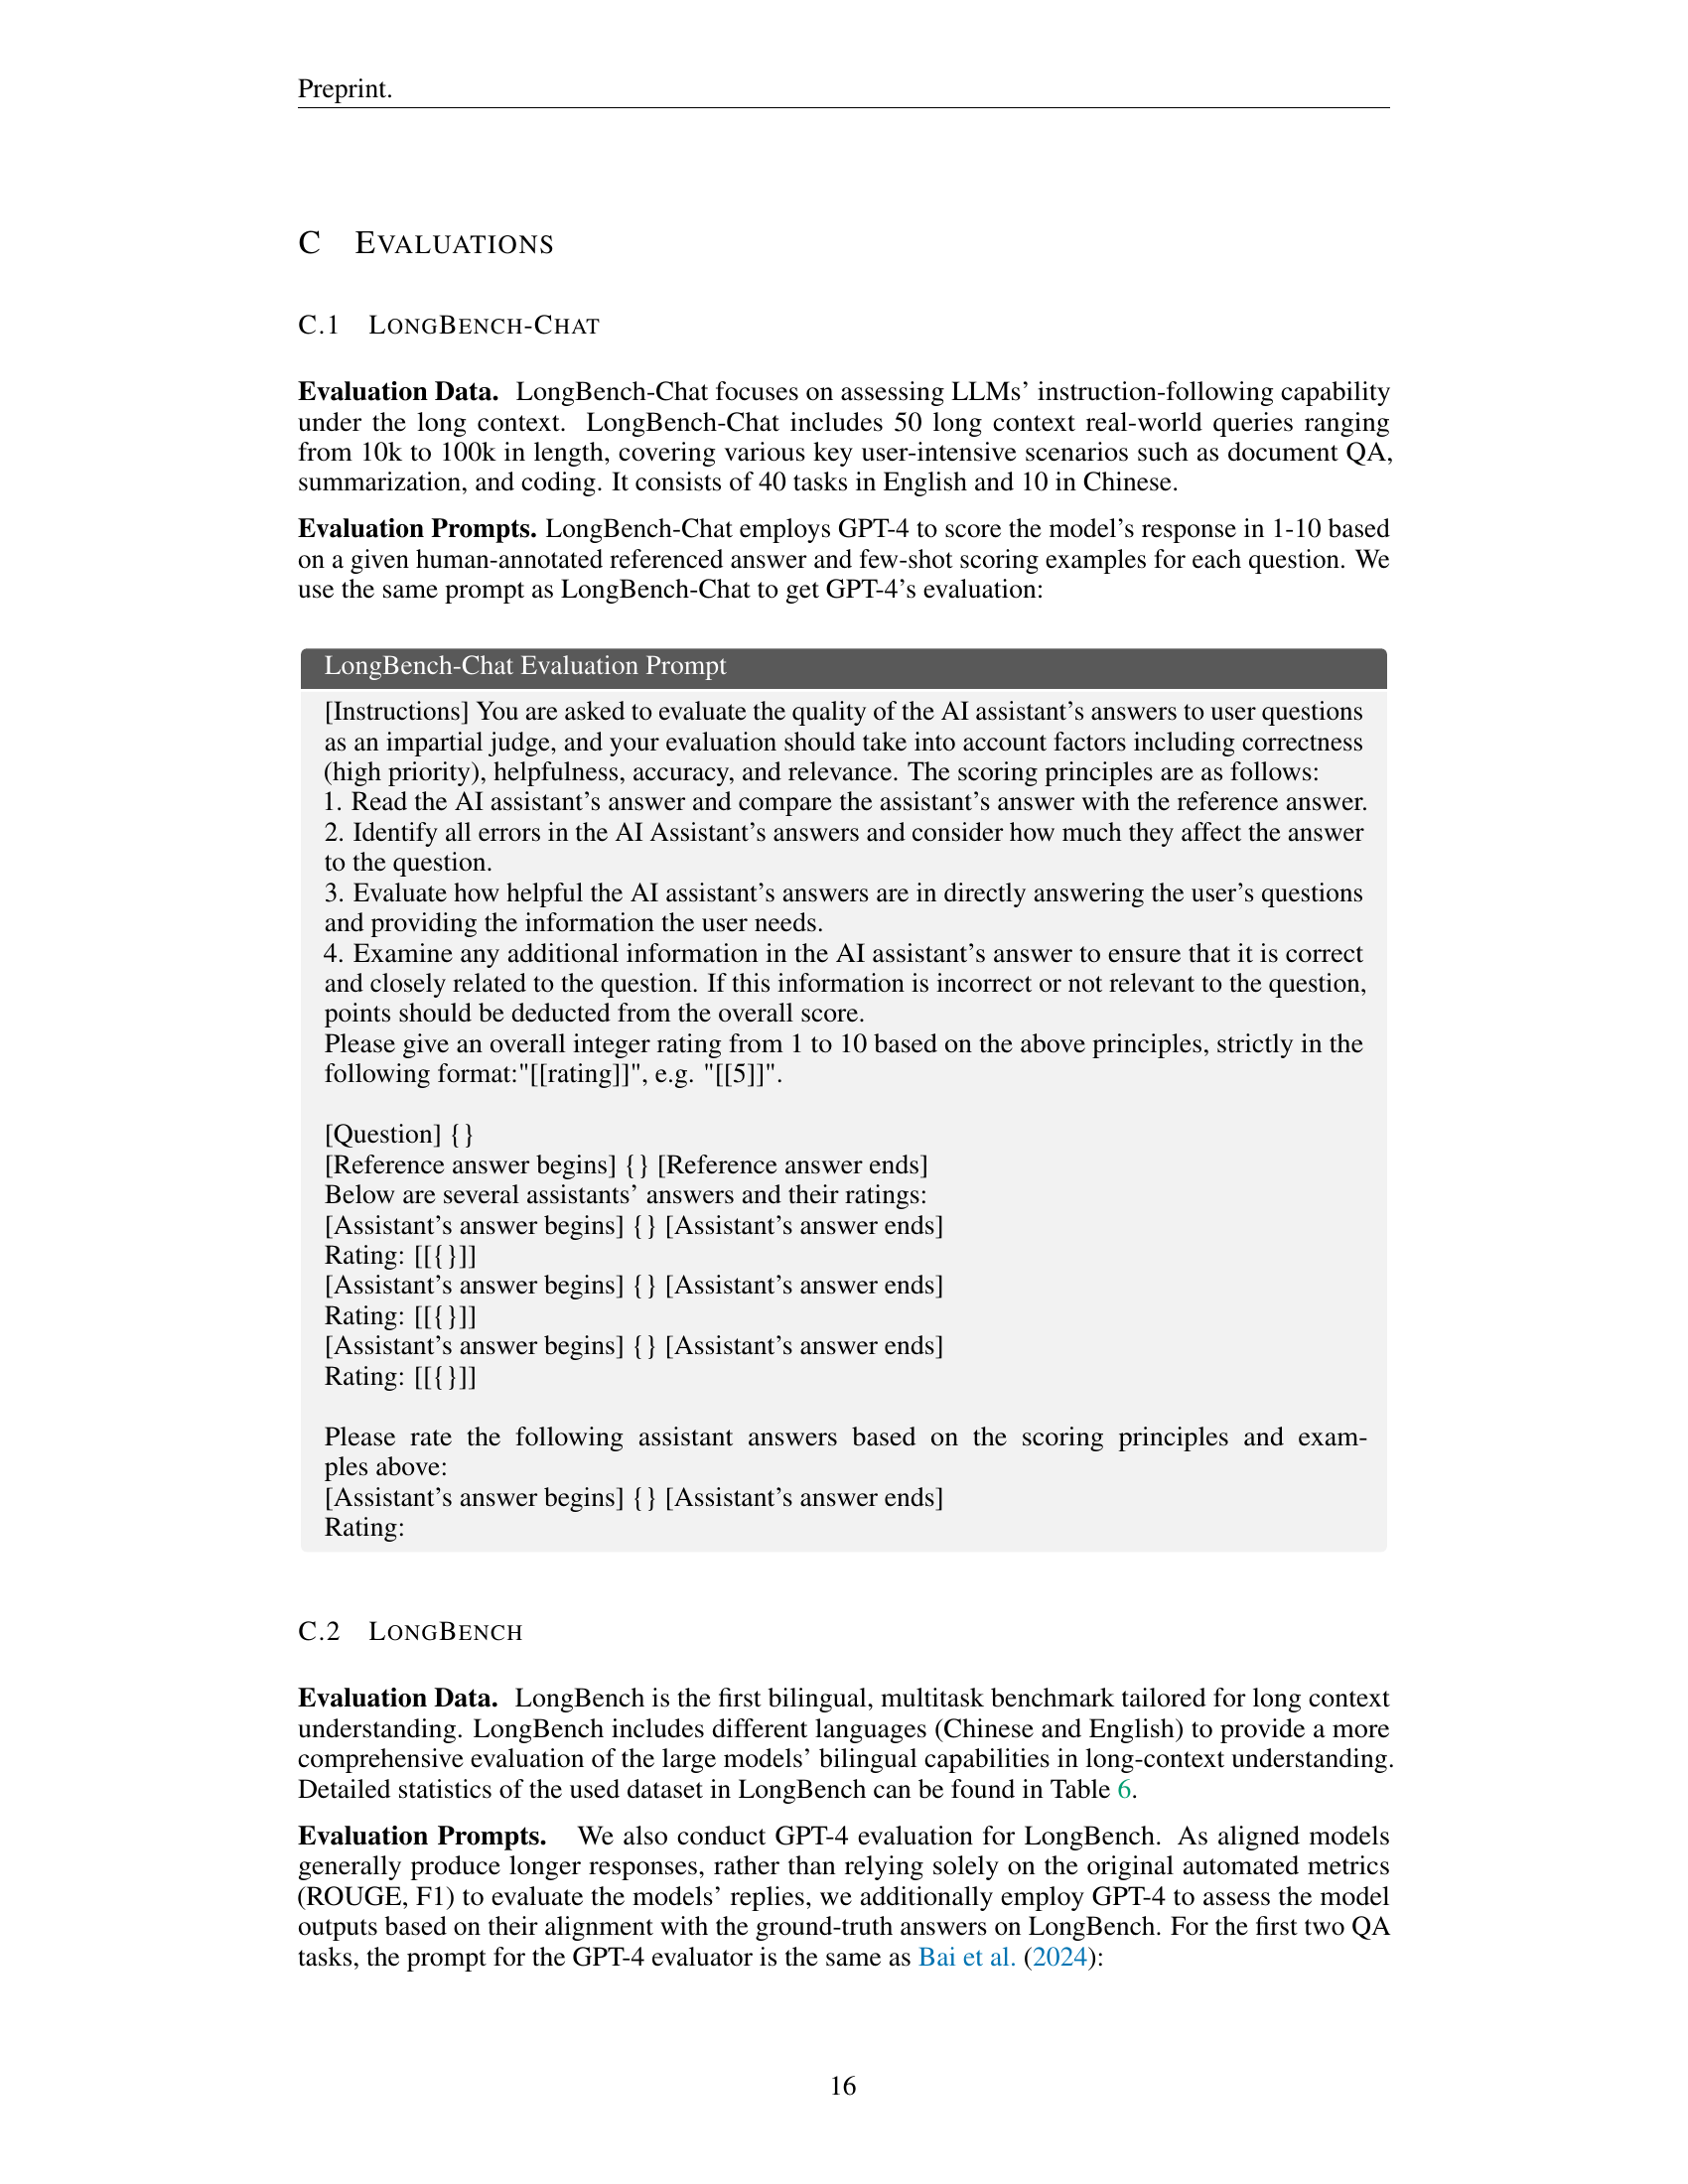 Preprint.
C EVALUATIONS
C.1 LONGBENCH-CHAT
Evaluation Data. LongBench-Chat focuses on assessing LLMs’ instruction-following capability
under the long context. LongBench-Chat includes 50 long context real-world queries ranging
from 10k to 100k in length, covering various key user-intensive scenarios such as document QA,
summarization, and coding. It consists of 40 tasks in English and 10 in Chinese.
Evaluation Prompts. LongBench-Chat employs GPT-4 to score the model’s response in 1-10 based
on a given human-annotated referenced answer and few-shot scoring examples for each question. We
use the same prompt as LongBench-Chat to get GPT-4’s evaluation:
LongBench-Chat Evaluation Prompt
[Instructions] You are asked to evaluate the quality of the AI assistant’s answers to user questions
as an impartial judge, and your evaluation should take into account factors including correctness
(high priority), helpfulness, accuracy, and relevance. The scoring principles are as follows:
1. Read the AI assistant’s answer and compare the assistant’s answer with the reference answer.
2. Identify all errors in the AI Assistant’s answers and consider how much they affect the answer
to the question.
3. Evaluate how helpful the AI assistant’s answers are in directly answering the user’s questions
and providing the information the user needs.
4. Examine any additional information in the AI assistant’s answer to ensure that it is correct
and closely related to the question. If this information is incorrect or not relevant to the question,
points should be deducted from the overall score.
Please give an overall integer rating from 1 to 10 based on the above principles, strictly in the
following format:"[[rating]]", e.g. "[[5]]".
[Question] {}
[Reference answer begins] {} [Reference answer ends]
Below are several assistants’ answers and their ratings:
[Assistant’s answer begins] {} [Assistant’s answer ends]
Rating: [[{}]]
[Assistant’s answer begins] {} [Assistant’s answer ends]
Rating: [[{}]]
[Assistant’s answer begins] {} [Assistant’s answer ends]
Rating: [[{}]]
Please rate the following assistant answers based on the scoring principles and exam-
ples above:
[Assistant’s answer begins] {} [Assistant’s answer ends]
Rating:
C.2 LONGBENCH
Evaluation Data. LongBench is the first bilingual, multitask benchmark tailored for long context
understanding. LongBench includes different languages (Chinese and English) to provide a more
comprehensive evaluation of the large models’ bilingual capabilities in long-context understanding.
Detailed statistics of the used dataset in LongBench can be found in Table 6.
Evaluation Prompts. We also conduct GPT-4 evaluation for LongBench. As aligned models
generally produce longer responses, rather than relying solely on the original automated metrics
(ROUGE, F1) to evaluate the models’ replies, we additionally employ GPT-4 to assess the model
outputs based on their alignment with the ground-truth answers on LongBench. For the first two QA
tasks, the prompt for the GPT-4 evaluator is the same as Bai et al. (2024):
16